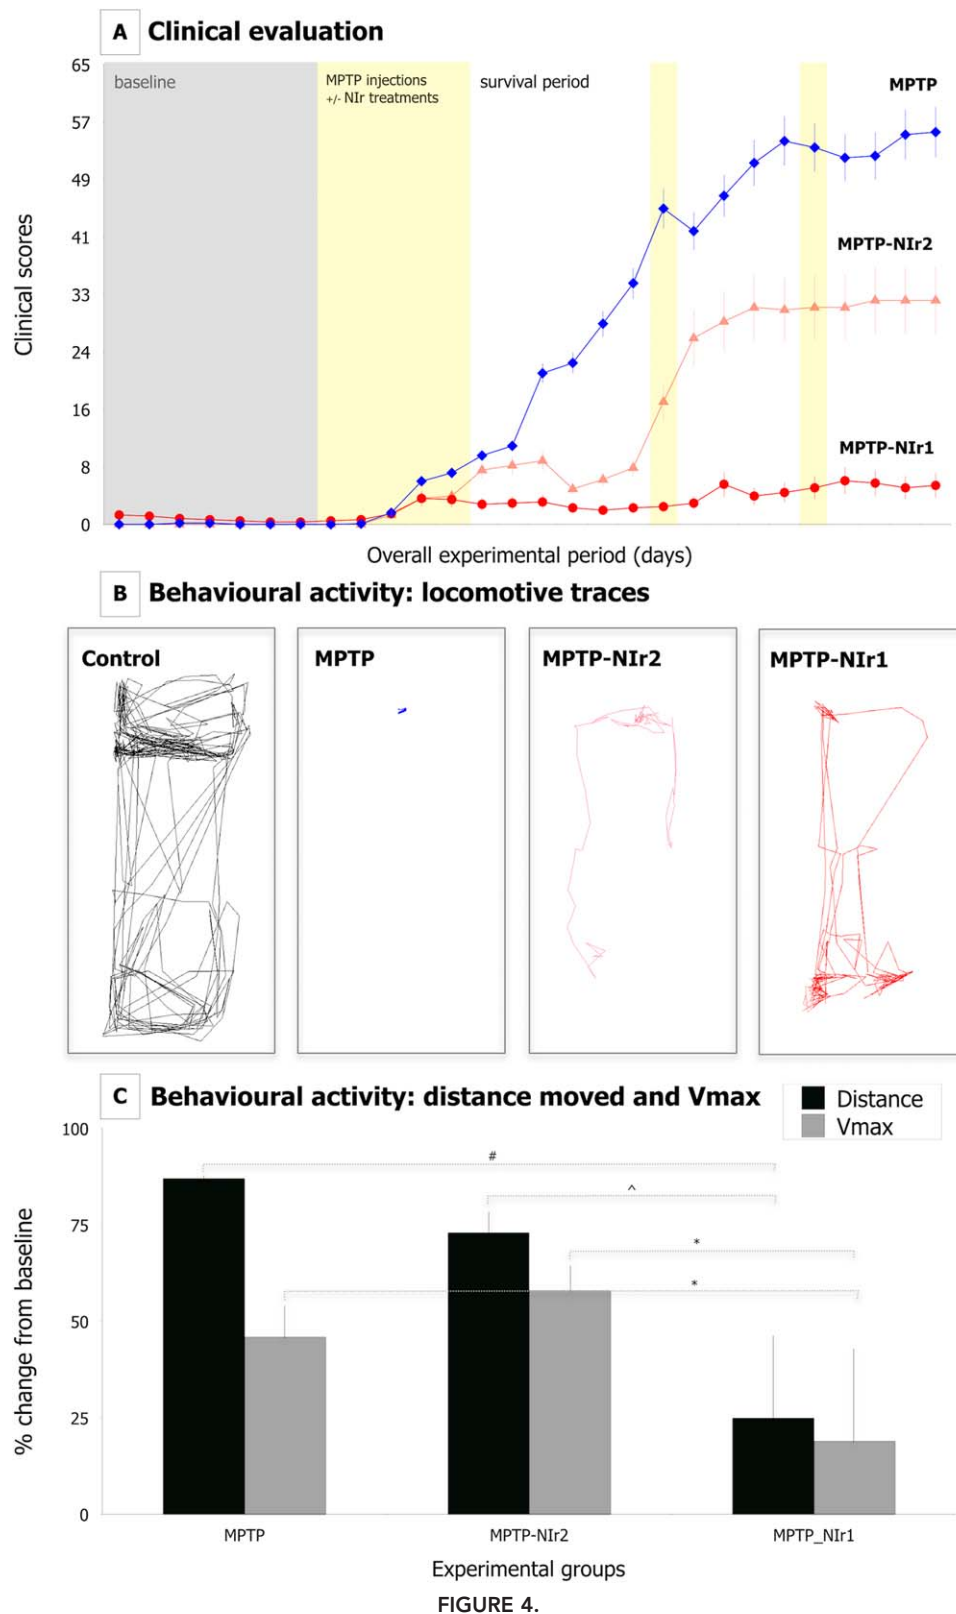 A Clinical evaluation
65
57
49
41
33
24
16
8
0
Clinical scores
baseline
MPTP injections
+/- NIr treatments
survival period
MPTP
MPTP-NIr2
MPTP-NIr1
Overall experimental period (days)
B Behavioural activity: locomotive traces
Control
MPTP
MPTP-NIr2
MPTP-NIr1
C Behavioural activity: distance moved and Vmax
Distance
Vmax
100
75
50
25
0
% change from baseline
#
^
*
*
MPTP
MPTP-NIr2
MPTP_NIr1
Experimental groups
FIGURE 4.